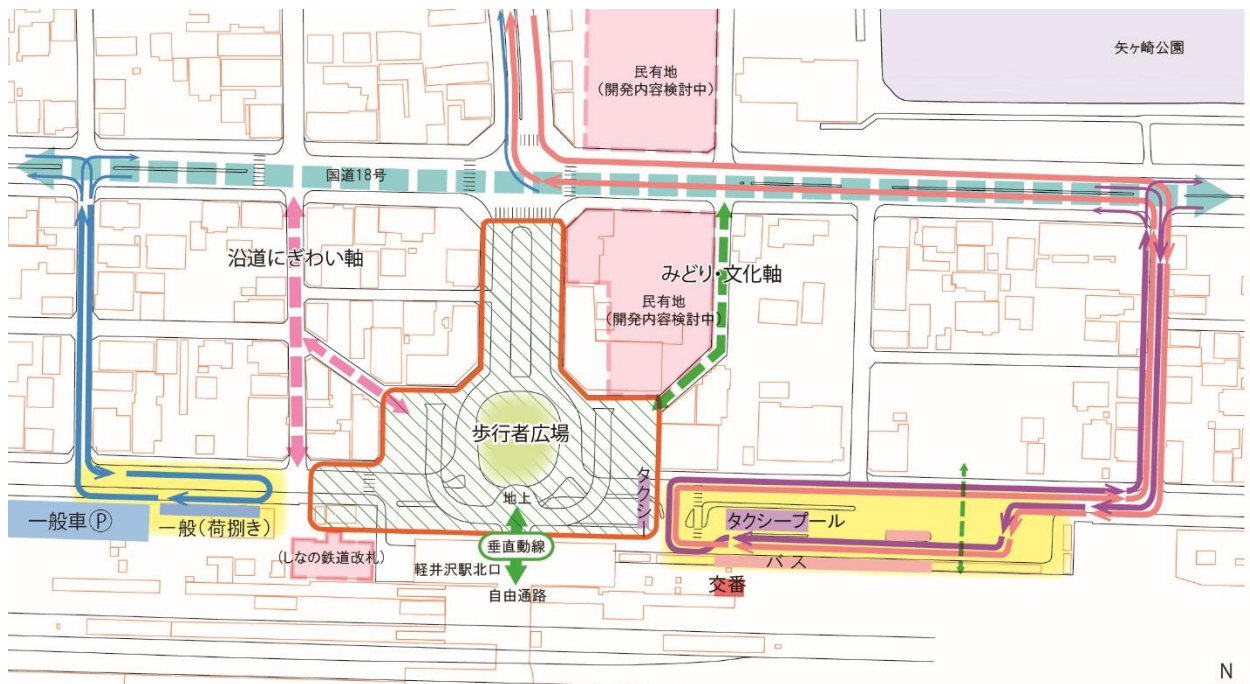 矢ヶ崎公園
民有地
(開発内容検討中)
国道18号
沿道にぎわい軸
みどり・文化軸
民有地
(開発内容検討中)
歩行者広場
タクシー
地上
一般車Ⓟ
一般(荷捌き)
タクシープール
(しなの鉄道改札)
垂直動線
軽井沢駅北口
バス
自由通路
交番
N